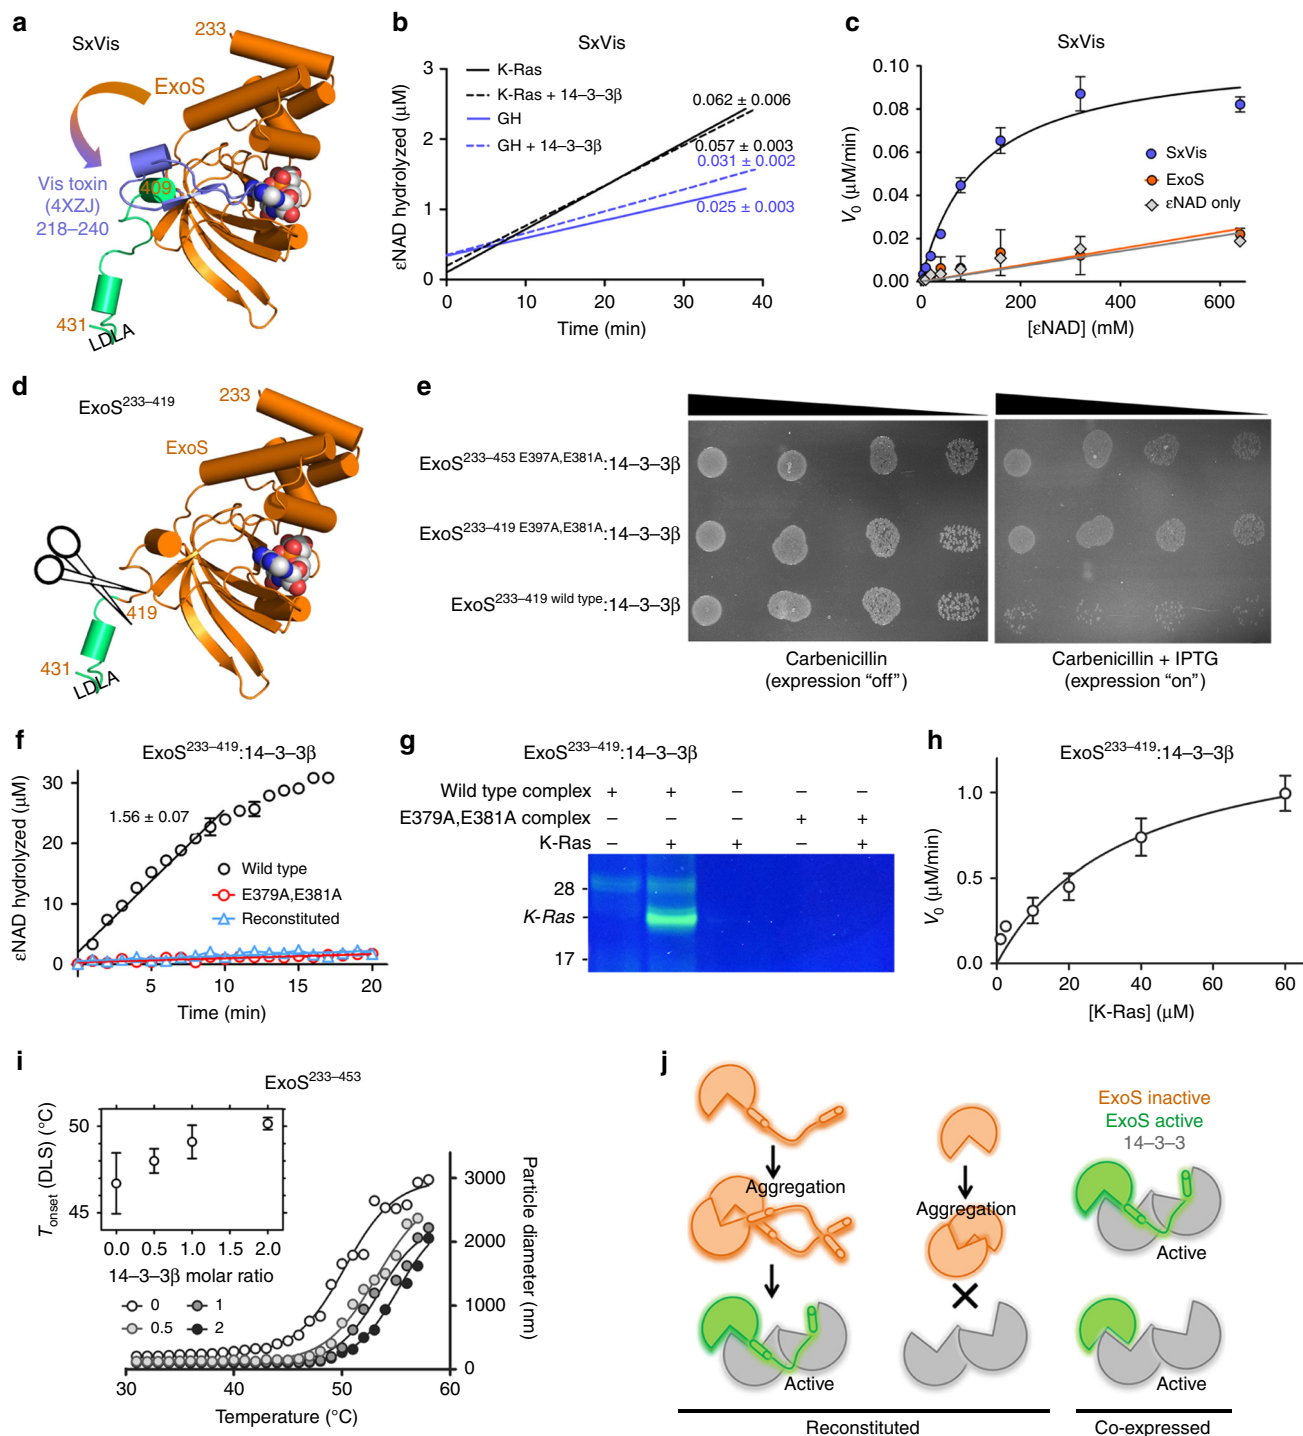 a
SxVis
233
ExoS
Vis toxin
(4XZJ)
218–240
409
431
LDLA
b
SxVis
K-Ras
K-Ras + 14–3–3β
GH
GH + 14–3–3β
0.062 ± 0.006
0.057 ± 0.003
0.031 ± 0.002
0.025 ± 0.003
εNAD hydrolyzed (μM)
3
2
1
0
0 10 20 30 40
Time (min)
c
SxVis
V0 (μM/min)
0.10
0.08
0.06
0.04
0.02
0.00
SxVis
ExoS
εNAD only
0 200 400 600
[εNAD] (mM)
d
ExoS233–419
233
ExoS
419
431
LDLA
e
ExoS233–453 E397A,E381A:14–3–3β
ExoS233–419 E397A,E381A:14–3–3β
ExoS233–419 wild type:14–3–3β
Carbenicillin
(expression “off”)
Carbenicillin + IPTG
(expression “on”)
f
ExoS233–419:14–3–3β
εNAD hydrolyzed (μM)
30
20
10
0
1.56 ± 0.07
Wild type
E379A,E381A
Reconstituted
5 10 15 20
Time (min)
g
ExoS233–419:14–3–3β
Wild type complex + + – – –
E379A,E381A complex – – – + +
K-Ras – + + – +
28
K-Ras
17
h
ExoS233–419:14–3–3β
V0 (μM/min)
1.0
0.5
0.0
0 20 40 60 60
[K-Ras] (μM)
i
ExoS233–453
Tonset (DLS) (°C)
50
45
0.0 0.5 1.0 1.5 2.0
14–3–3β molar ratio
0 1
0.5 2
3000
2000
1000
0
Particle diameter (nm)
30 40 50 60
Temperature (°C)
j
ExoS inactive
ExoS active
14–3–3
Aggregation
Aggregation
Active
Active
Active
Reconstituted
Co-expressed